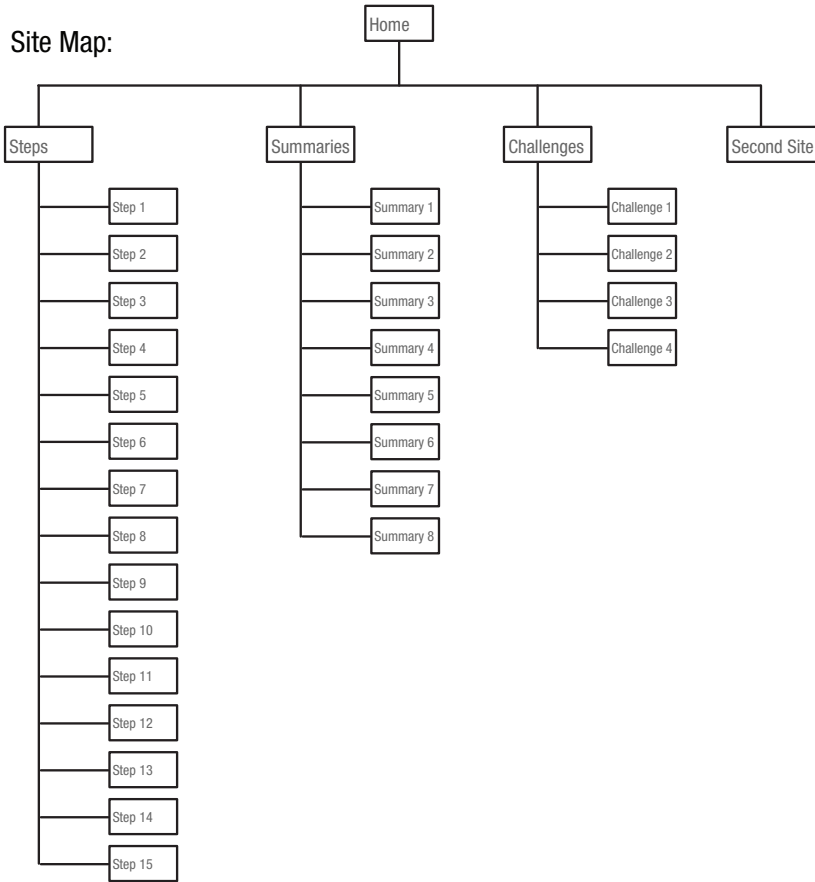 Site Map:
Home
Steps
Summaries
Challenges
Second Site
Step 1
Step 2
Step 3
Step 4
Step 5
Step 6
Step 7
Step 8
Step 9
Step 10
Step 11
Step 12
Step 13
Step 14
Step 15
Summary 1
Summary 2
Summary 3
Summary 4
Summary 5
Summary 6
Summary 7
Summary 8
Challenge 1
Challenge 2
Challenge 3
Challenge 4